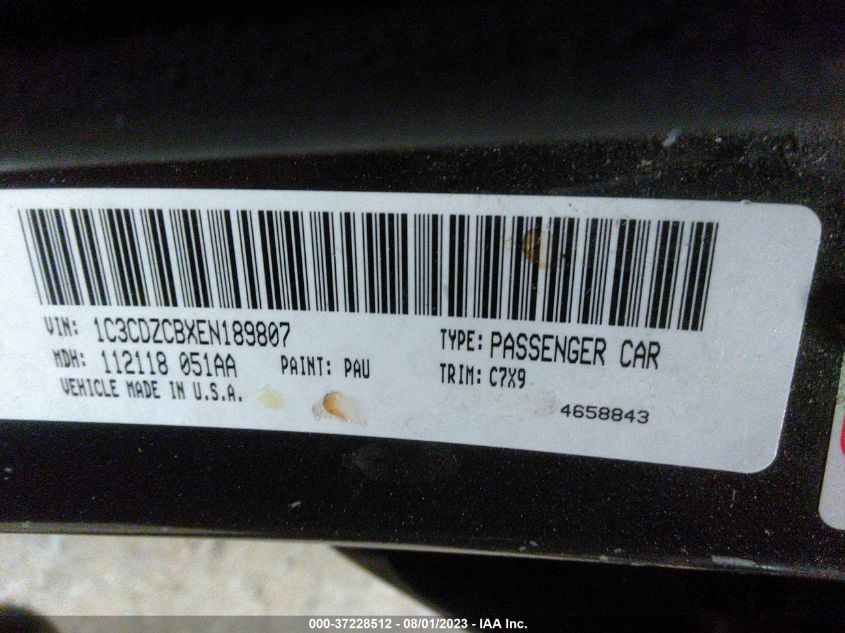 VIN: 1C3CDZCBXEN189807
TYPE: PASSENGER CAR
MDH: 112118 051AA
PAINT: PAU
TRIM: C7X9
VEHICLE MADE IN U.S.A.
4658843
000-37228512 - 08/01/2023 - IAA Inc.